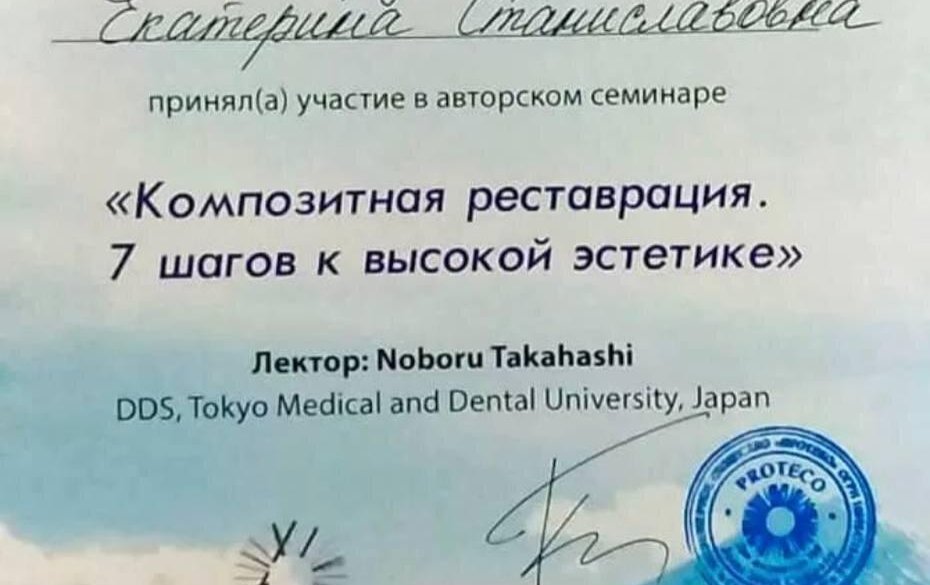 Екатерина Станиславовна
принял(а) участие в авторском семинаре
«Композитная реставрация.
7 шагов к высокой эстетике»
Лектор: Noboru Takahashi
DDS, Tokyo Medical and Dental University, Japan
PROTECO
XI